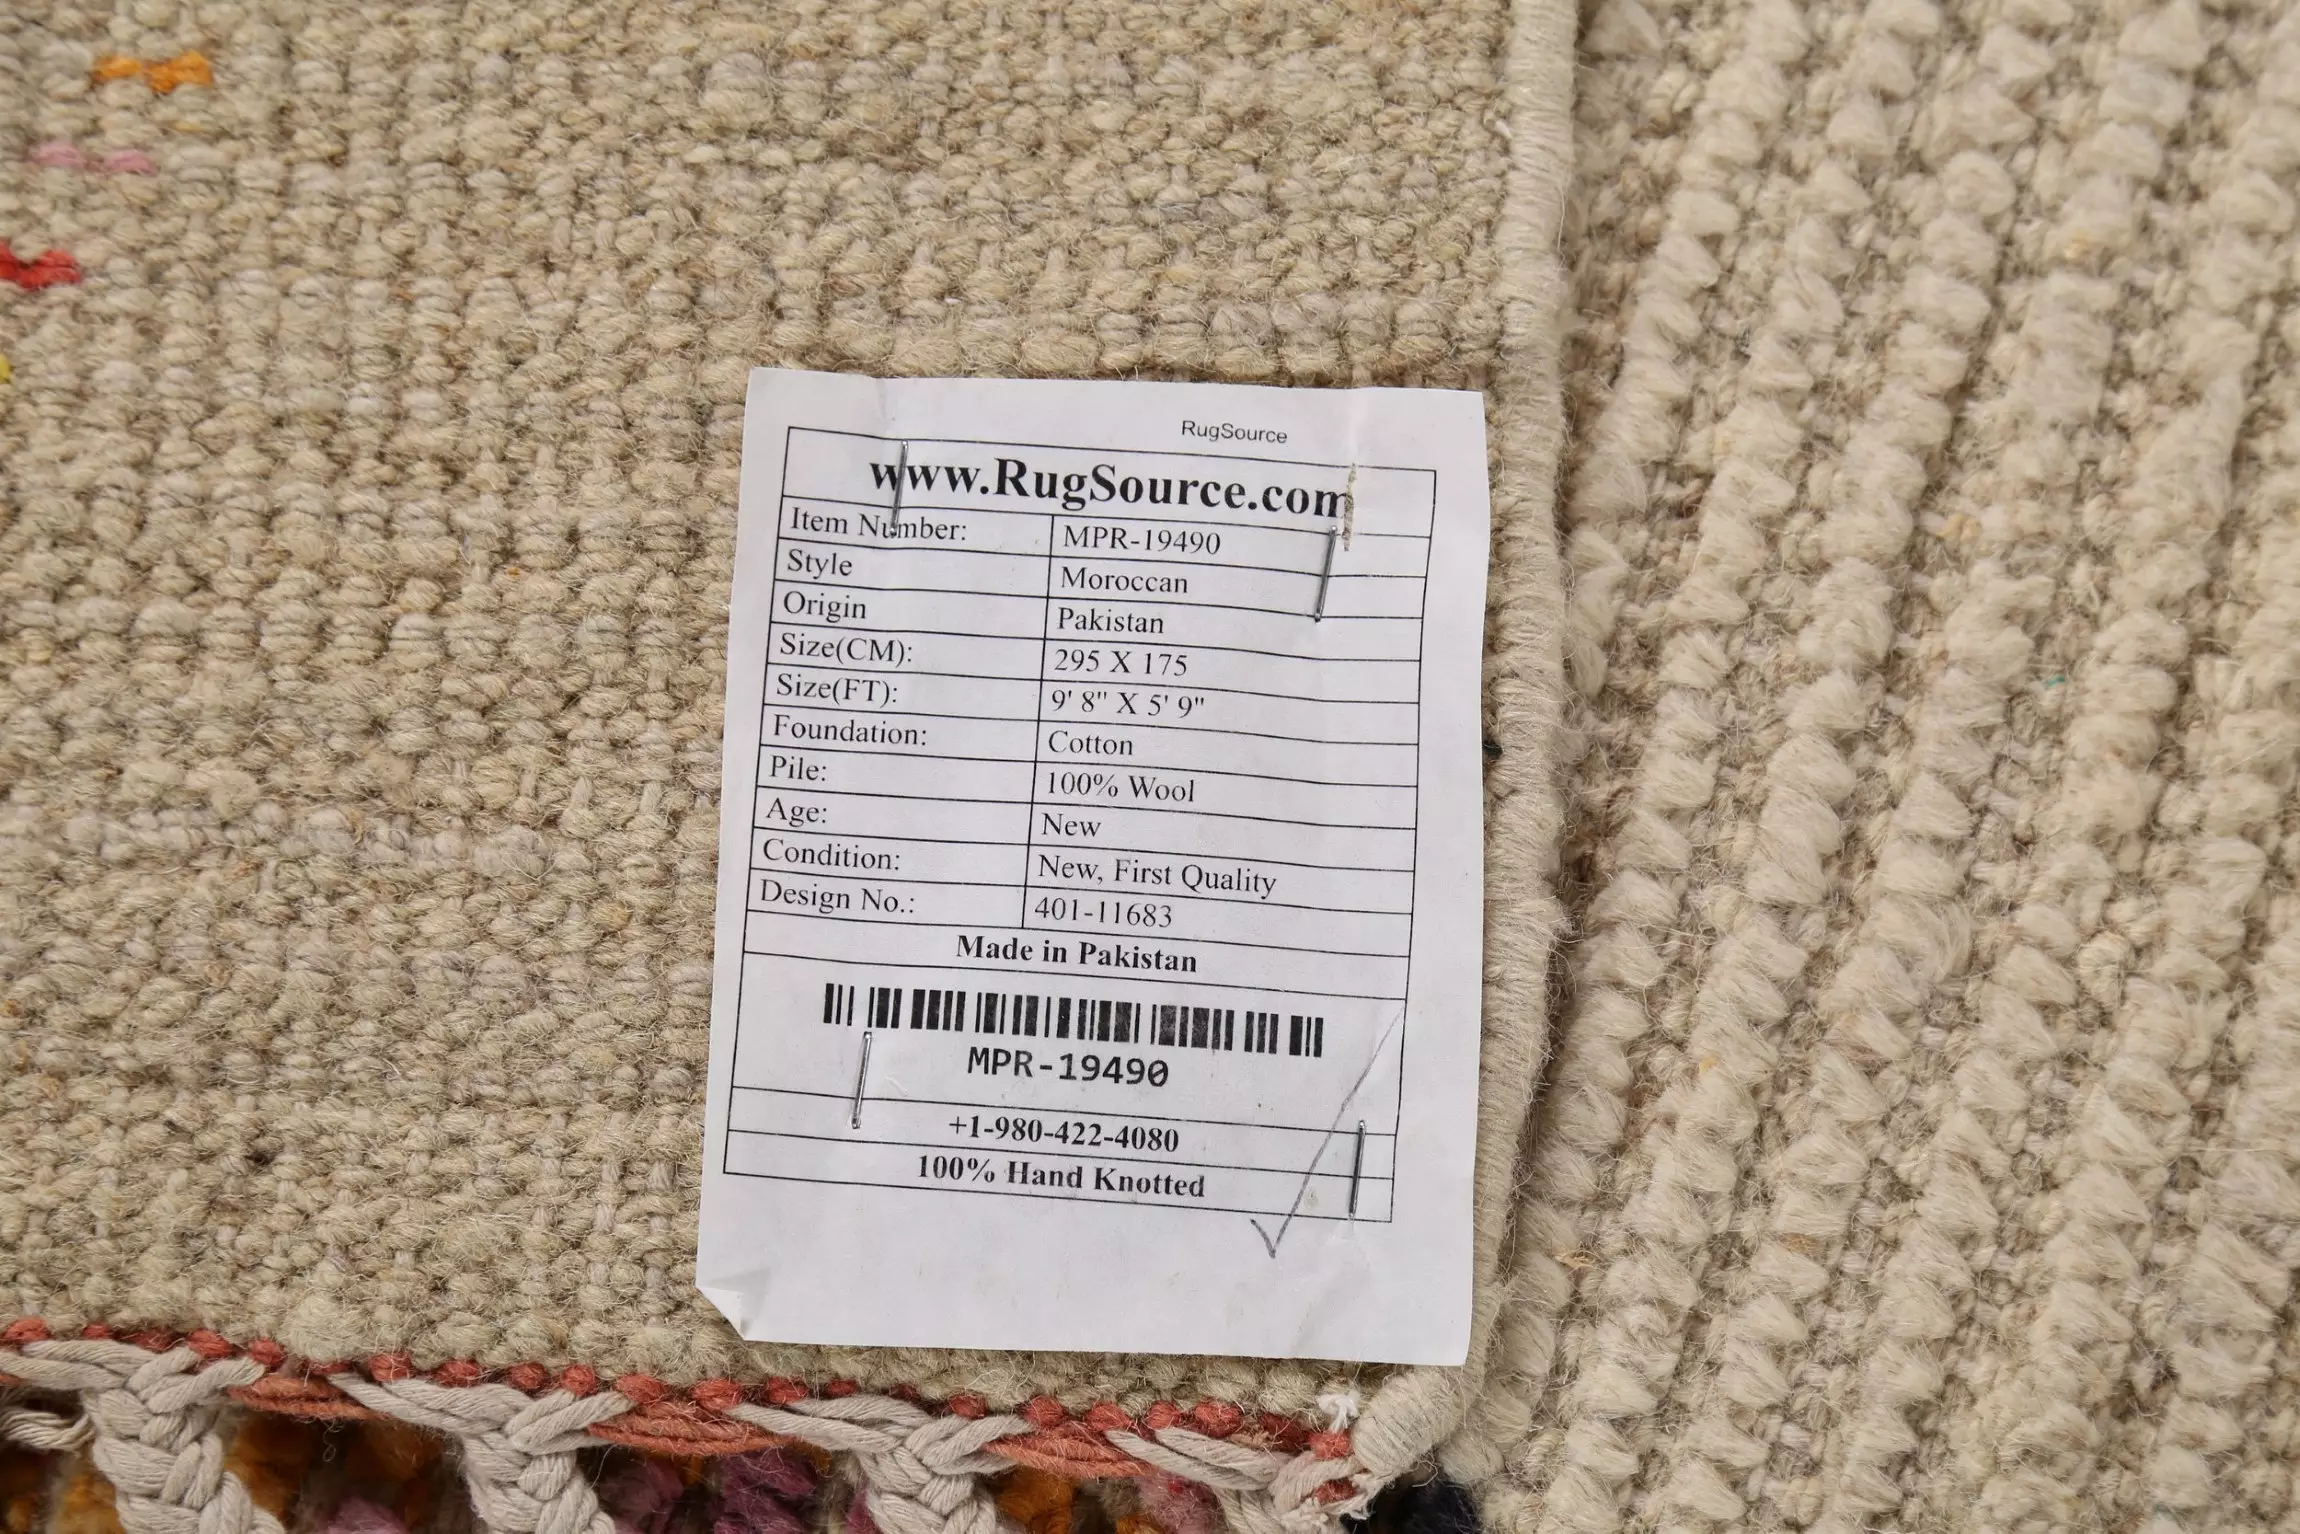 RugSource
www.RugSource.com
Item Number: MPR-19490
Style Moroccan
Origin Pakistan
Size(CM): 295 X 175
Size(FT): 9' 8" X 5' 9"
Foundation: Cotton
Pile: 100% Wool
Age: New
Condition: New, First Quality
Design No.: 401-11683
Made in Pakistan
MPR-19490
+1-980-422-4080
100% Hand Knotted